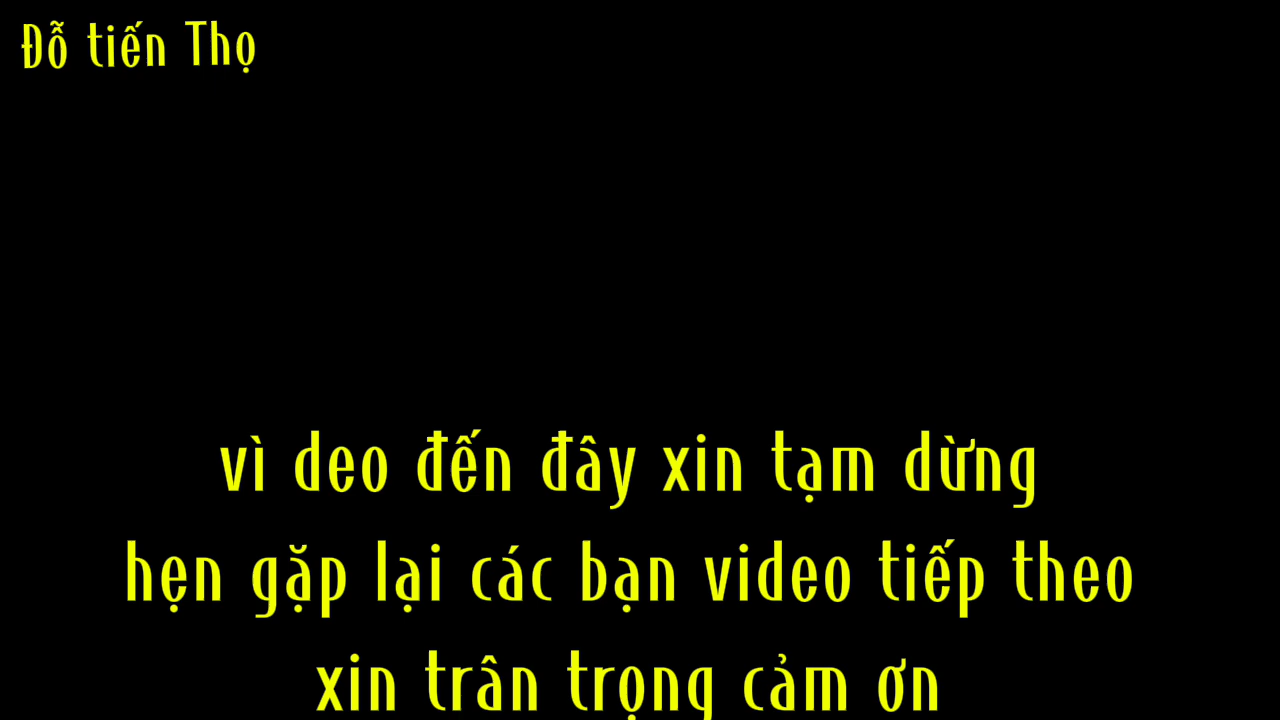 Đỗ tiến Thọ
vì deo đến đây xin tạm dừng
hẹn gặp lại các bạn video tiếp theo
xin trân trọng cảm ơn